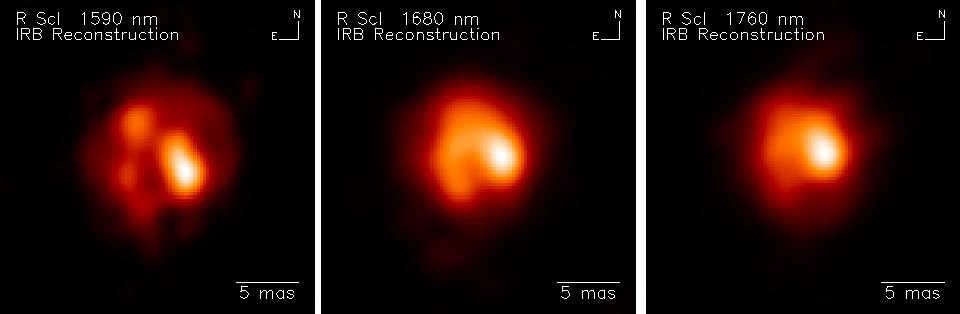 R Scl 1590 nm
IRB Reconstruction
N
E
5 mas
R Scl 1680 nm
IRB Reconstruction
N
E
5 mas
R Scl 1760 nm
IRB Reconstruction
N
E
5 mas